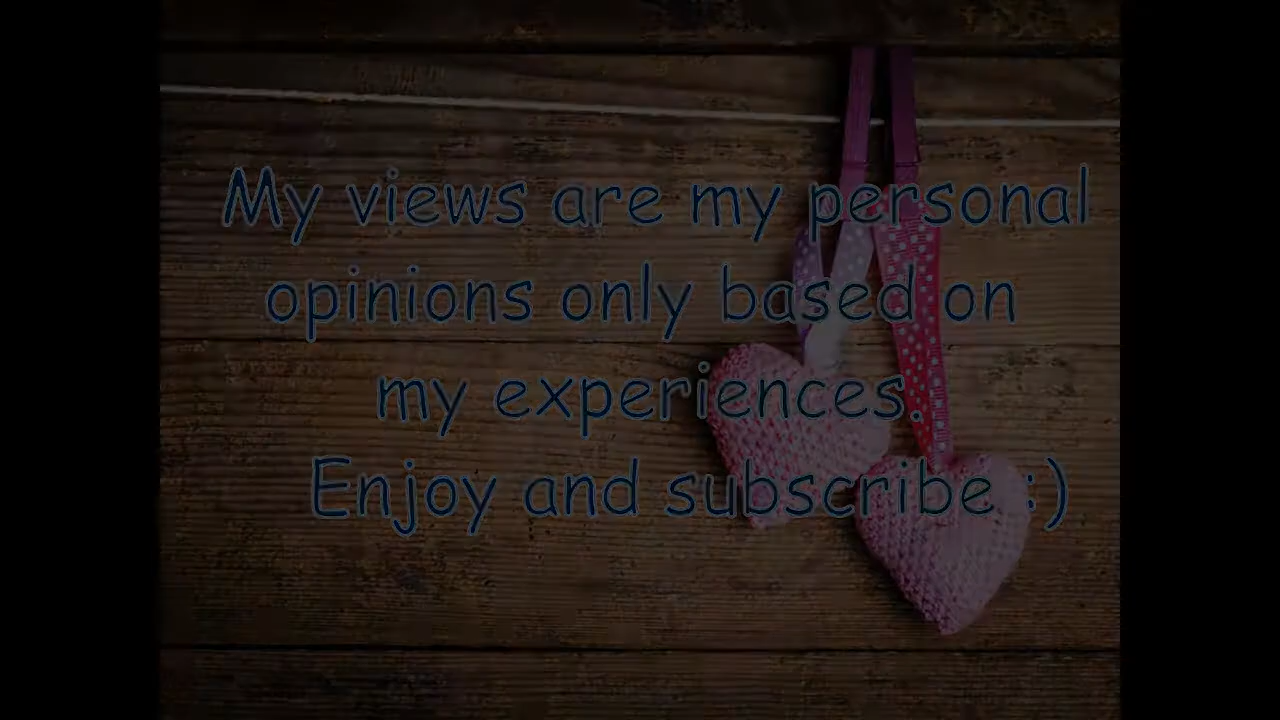 My views are my personal
opinions only based on
my experiences.
Enjoy and subscribe :)